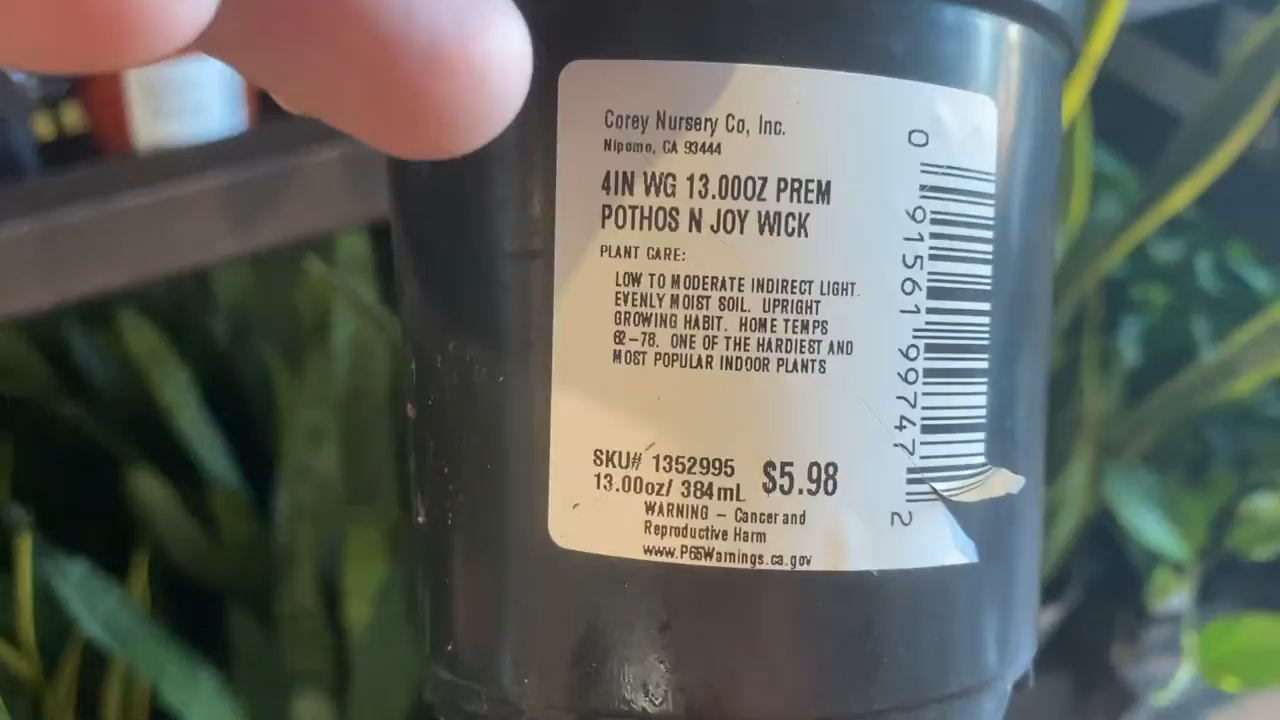 Corey Nursery Co, Inc.
Nipomo, CA 93444
4IN WG 13.00OZ PREM
POTHOS N JOY WICK
PLANT CARE:
LOW TO MODERATE INDIRECT LIGHT.
EVENLY MOIST SOIL. UPRIGHT
GROWING HABIT. HOME TEMPS
62-78. ONE OF THE HARDIEST AND
MOST POPULAR INDOOR PLANTS
SKU# 1352995
13.00oz/ 384mL
$5.98
WARNING - Cancer and
Reproductive Harm
www.P65Warnings.ca.gov
0 91561 99747 2